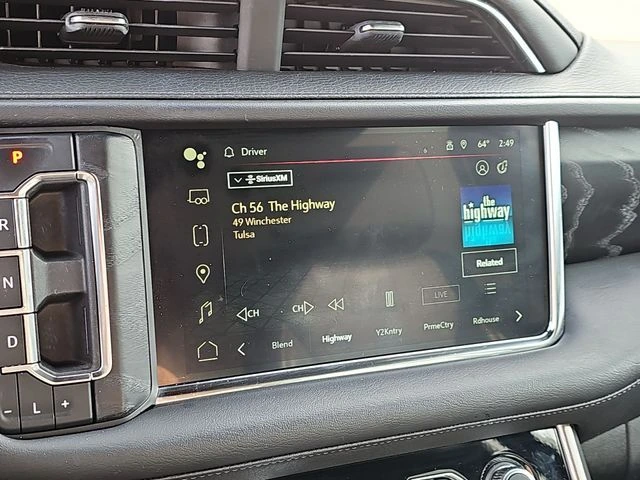 P
R
N
D
- L +
Driver
64° 2:49
SiriusXM
Ch 56 The Highway
49 Winchester
Tulsa
the
highway
Related
CH CH LIVE
Blend Highway Y2Kntry PrmeCtry Rdhouse